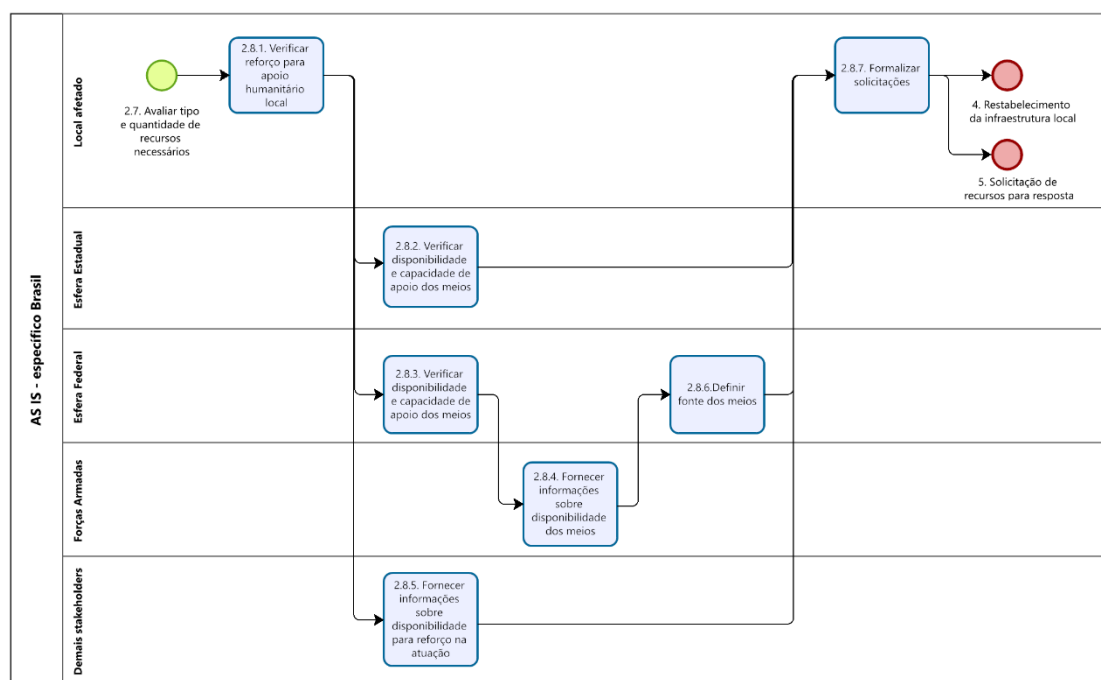 AS IS - específico Brasil
Local afetado
2.7. Avaliar tipo
e quantidade de
recursos
necessários
2.8.1. Verificar
reforço para
apoio
humanitário
local
2.8.7. Formalizar
solicitações
4. Restabelecimento
da infraestrutura local
5. Solicitação de
recursos para resposta
Esfera Estadual
2.8.2. Verificar
disponibilidade
e capacidade de
apoio dos meios
Esfera Federal
2.8.3. Verificar
disponibilidade
e capacidade de
apoio dos meios
2.8.6.Definir
fonte dos meios
Forças Armadas
2.8.4. Fornecer
informações
sobre
disponibilidade
dos meios
Demais stakeholders
2.8.5. Fornecer
informações
sobre
disponibilidade
para reforço na
atuação